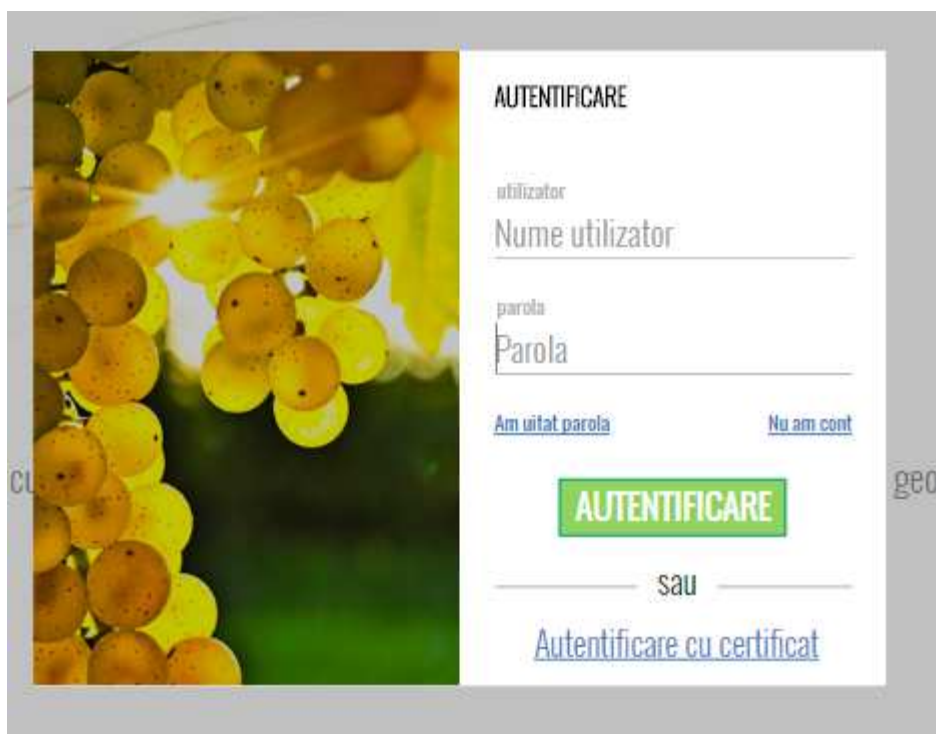 AUTENTIFICARE
utilizator
Nume utilizator
parola
Parola
Am uitat parola Nu am cont
AUTENTIFICARE
sau
Autentificare cu certificat